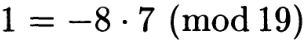 1 = −8 · 7 (mod 19)